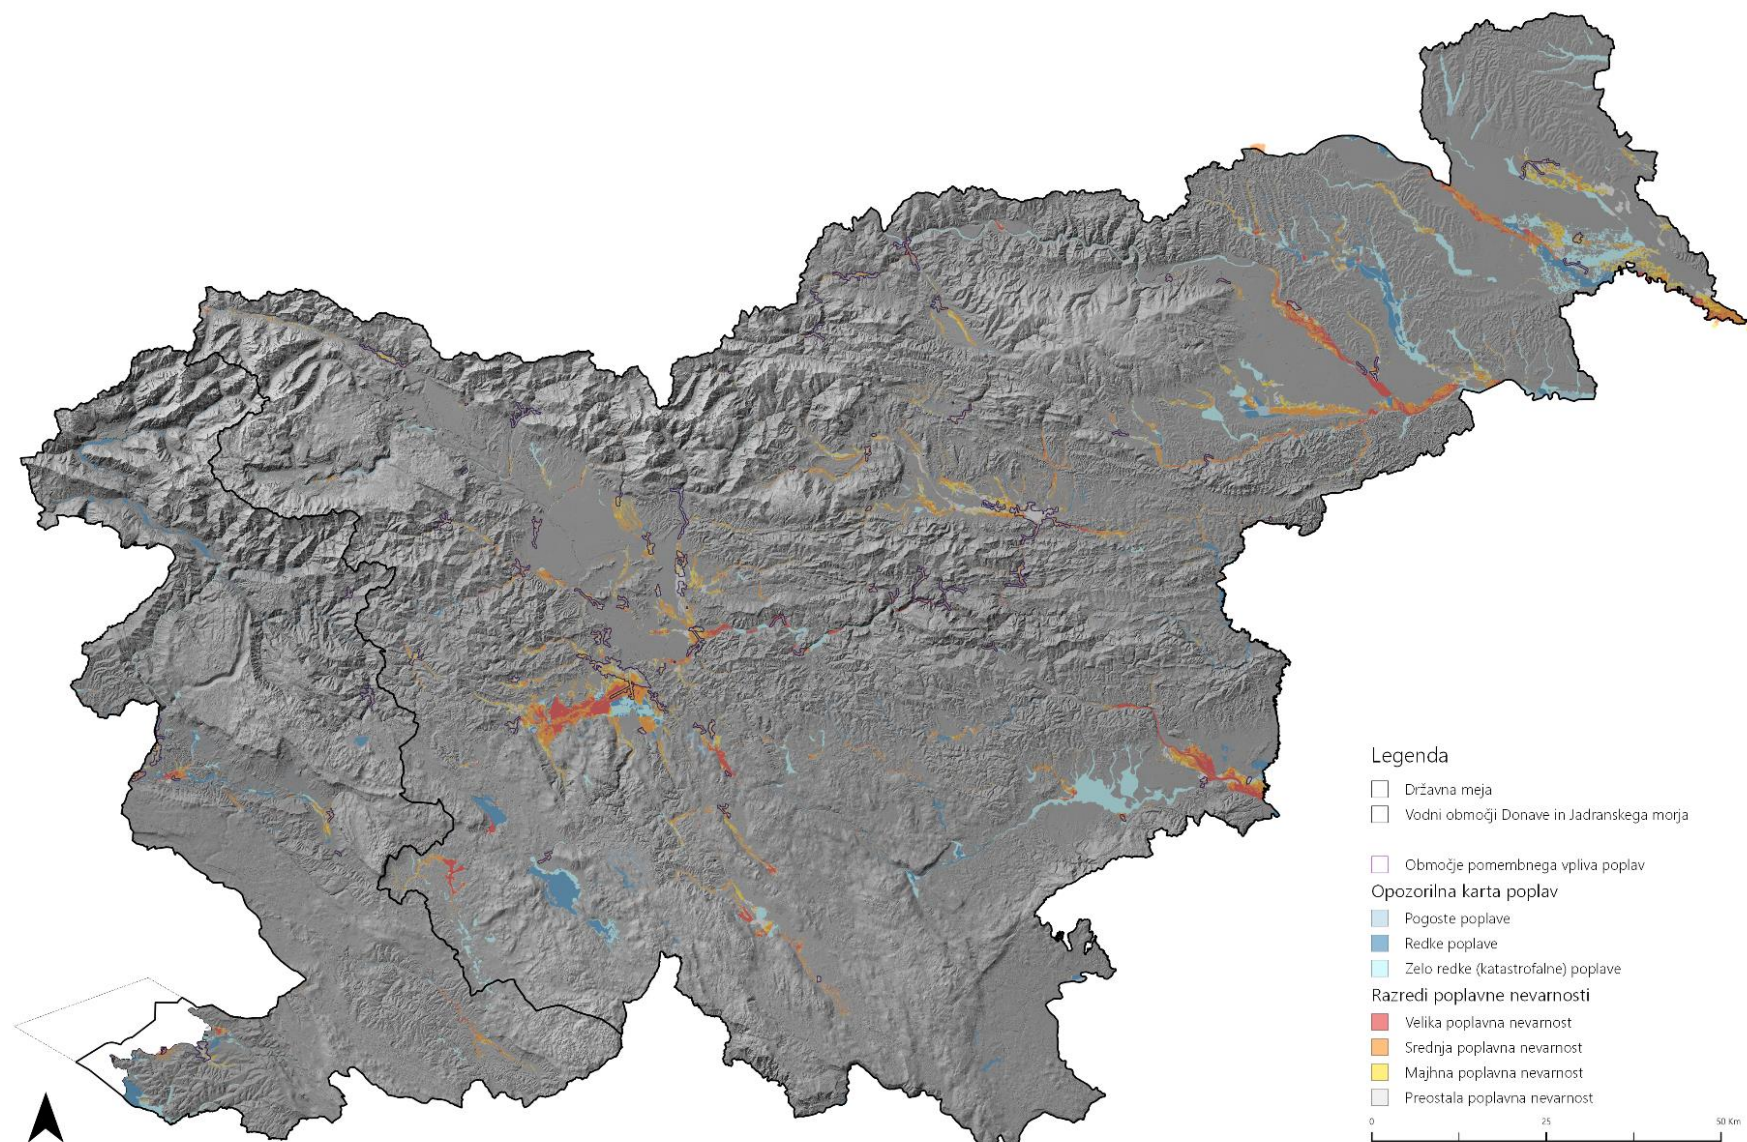 Legenda
Državna meja
Vodni območji Donave in Jadranskega morja
Območje pomembnega vpliva poplav
Opozorilna karta poplav
Pogoste poplave
Redke poplave
Zelo redke (katastrofalne) poplave
Razredi poplavne nevarnosti
Velika poplavna nevarnost
Srednja poplavna nevarnost
Majhna poplavna nevarnost
Preostala poplavna nevarnost
0 25 50 Km